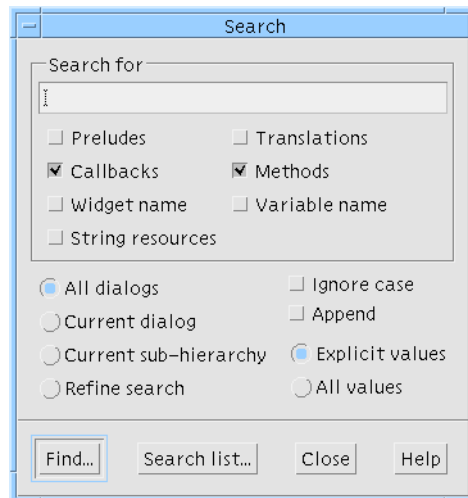 Search
Search for
Preludes Translations
Callbacks Methods
Widget name Variable name
String resources
All dialogs Ignore case
Current dialog Append
Current sub-hierarchy Explicit values
Refine search All values
Find... Search list... Close Help